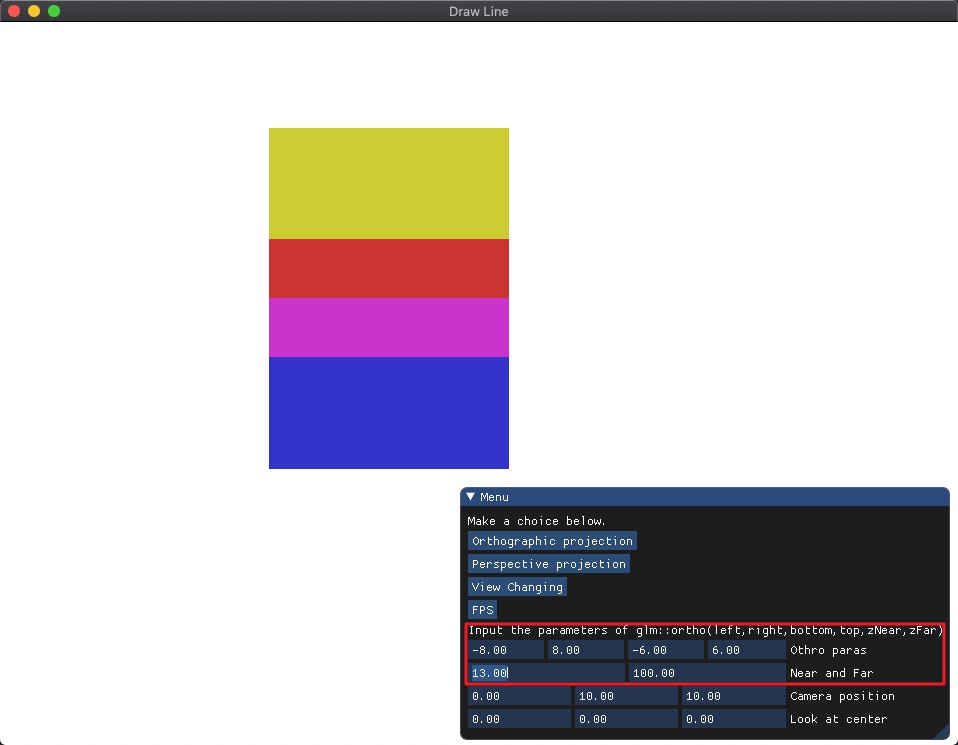 Draw Line
Menu
Make a choice below.
Orthographic projection
Perspective projection
View Changing
FPS
Input the parameters of glm::ortho(left,right,bottom,top,zNear,zFar)
-8.00 8.00 -6.00 6.00 Othro paras
13.00 100.00 Near and Far
0.00 10.00 10.00 Camera position
0.00 0.00 0.00 Look at center